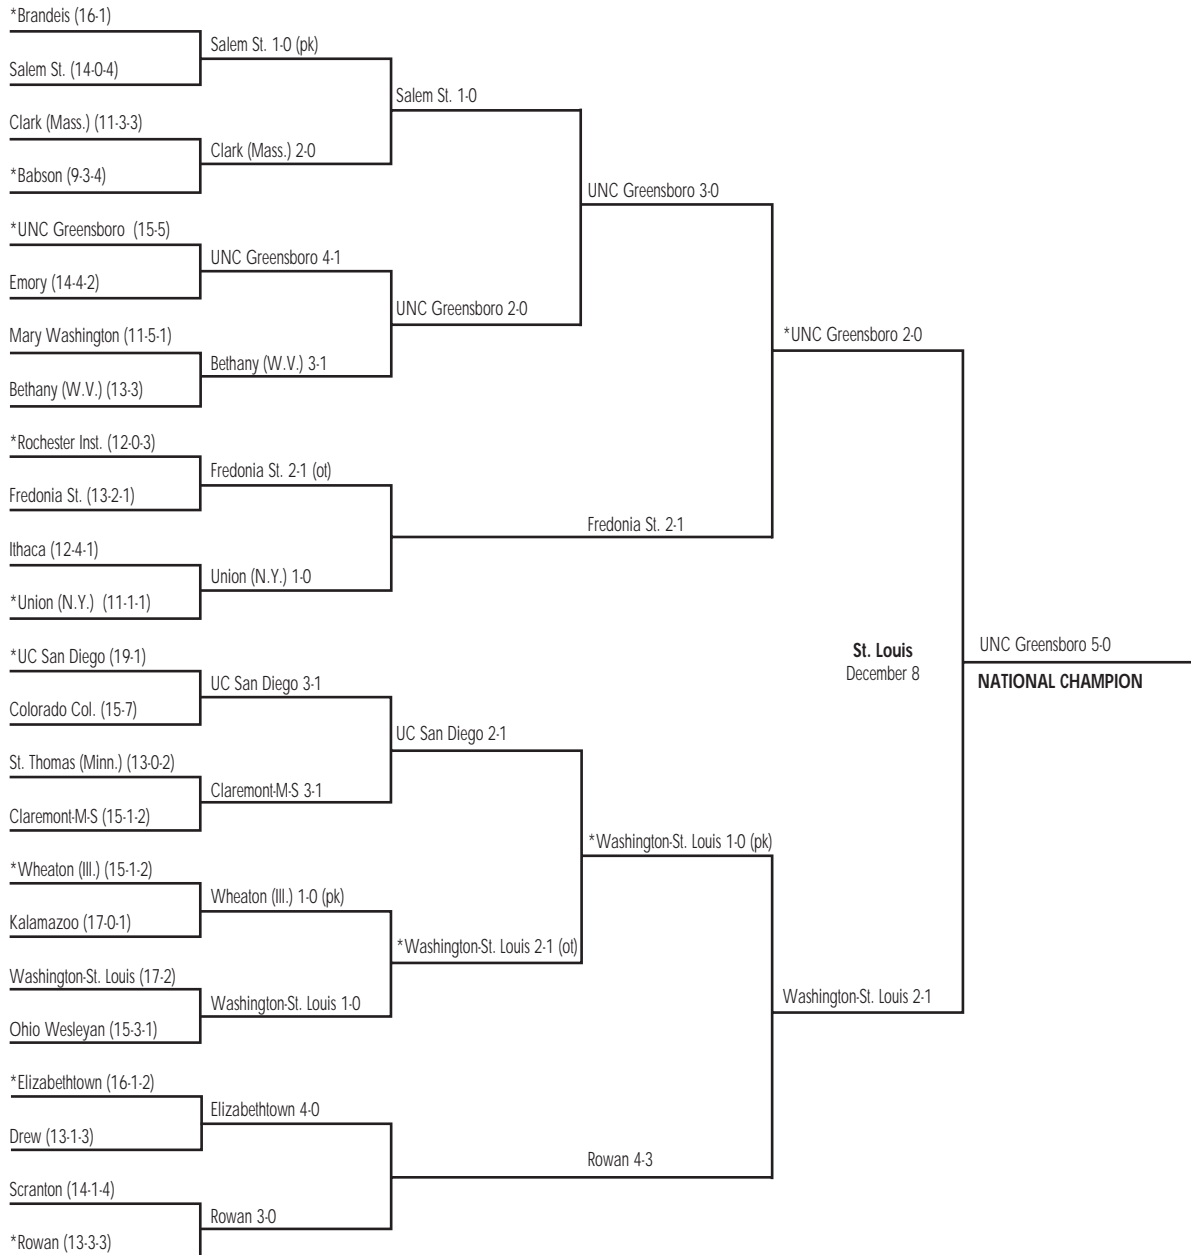 *Brandeis (16-1)
Salem St. (14-0-4)
Clark (Mass.) (11-3-3)
*Babson (9-3-4)
*UNC Greensboro (15-5)
Emory (14-4-2)
Mary Washington (11-5-1)
Bethany (W.V.) (13-3)
*Rochester Inst. (12-0-3)
Fredonia St. (13-2-1)
Ithaca (12-4-1)
*Union (N.Y.) (11-1-1)
*UC San Diego (19-1)
Colorado Col. (15-7)
St. Thomas (Minn.) (13-0-2)
Claremont-M-S (15-1-2)
*Wheaton (Ill.) (15-1-2)
Kalamazoo (17-0-1)
Washington-St. Louis (17-2)
Ohio Wesleyan (15-3-1)
*Elizabethtown (16-1-2)
Drew (13-1-3)
Scranton (14-1-4)
*Rowan (13-3-3)
Salem St. 1-0 (pk)
Clark (Mass.) 2-0
UNC Greensboro 4-1
Bethany (W.V.) 3-1
Fredonia St. 2-1 (ot)
Union (N.Y.) 1-0
UC San Diego 3-1
Claremont-M-S 3-1
Wheaton (Ill.) 1-0 (pk)
Washington-St. Louis 1-0
Elizabethtown 4-0
Rowan 3-0
Salem St. 1-0
UNC Greensboro 2-0
UC San Diego 2-1
*Washington-St. Louis 2-1 (ot)
UNC Greensboro 3-0
Fredonia St. 2-1
*Washington-St. Louis 1-0 (pk)
Rowan 4-3
*UNC Greensboro 2-0
Washington-St. Louis 2-1
St. Louis
December 8
UNC Greensboro 5-0
NATIONAL CHAMPION